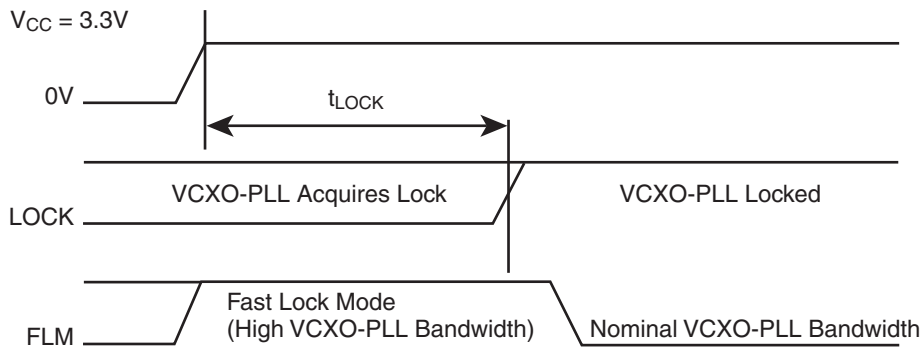 VCC = 3.3V
0V
tLOCK
VCXO-PLL Acquires Lock
VCXO-PLL Locked
LOCK
Fast Lock Mode
(High VCXO-PLL Bandwidth)
Nominal VCXO-PLL Bandwidth
FLM